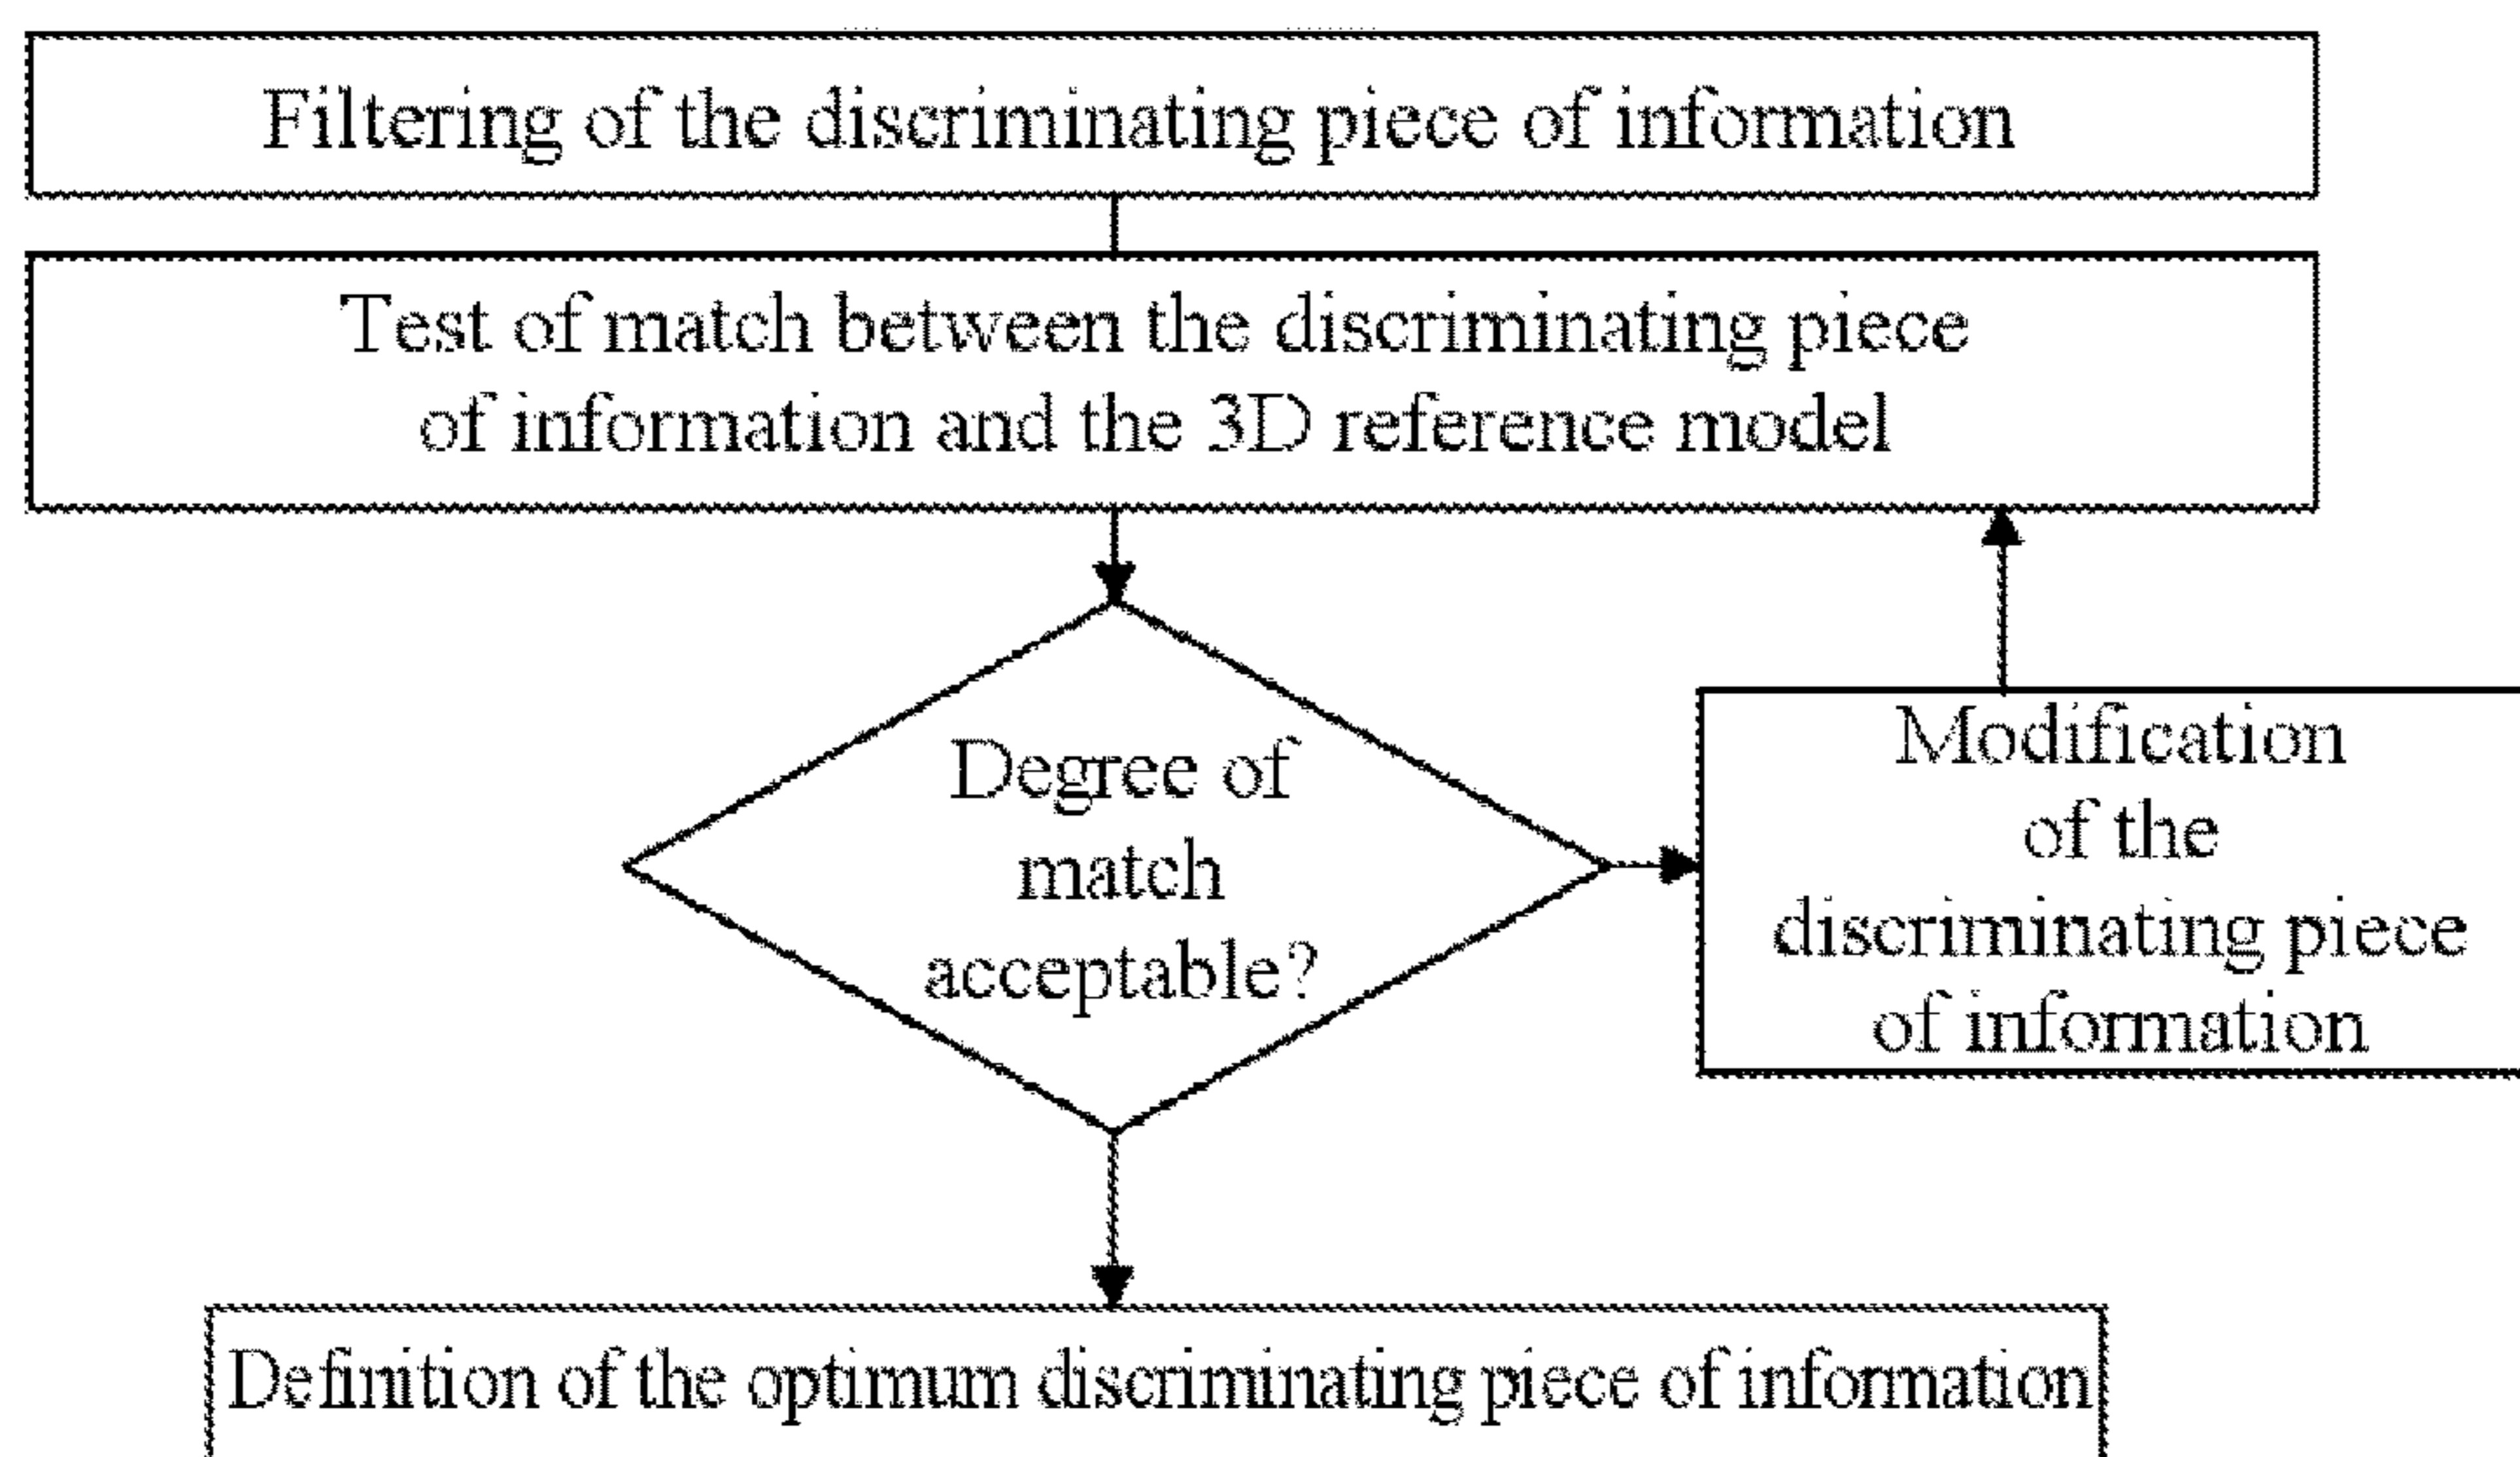 Filtering of the discriminating piece of information
Test of match between the discriminating piece
of information and the 3D reference model
Degree of
match
acceptable?
Modification
of the
discriminating piece
of information
Definition of the optimum discriminating piece of information